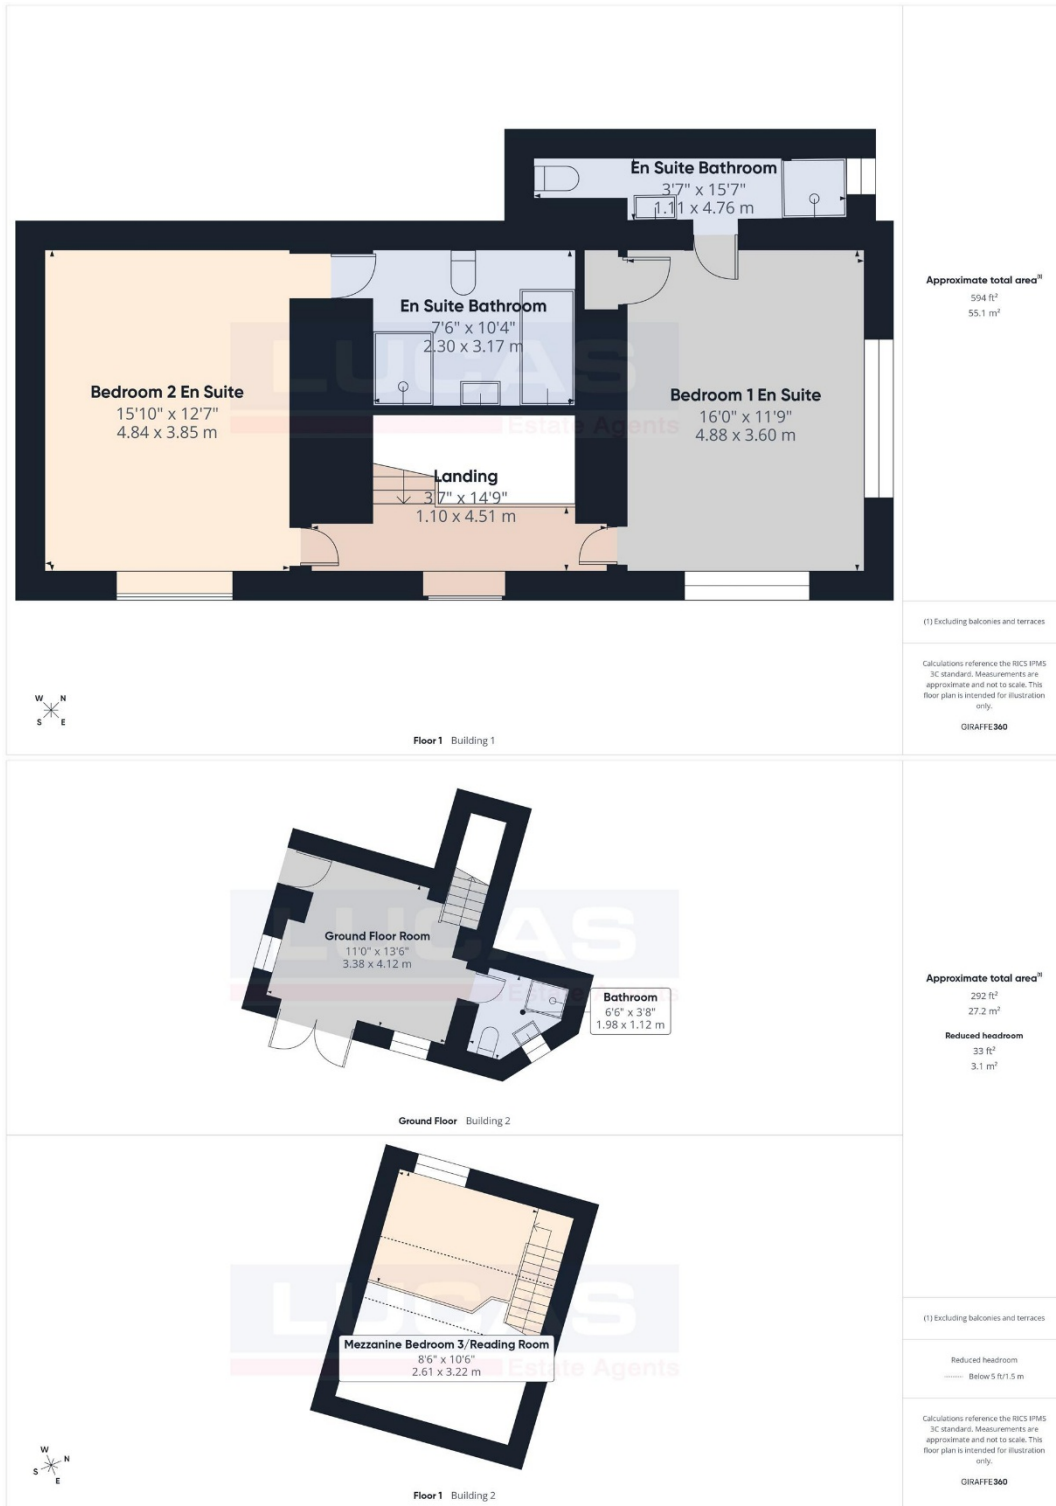 En Suite Bathroom
3'7" x 15'7"
1.11 x 4.76 m
En Suite Bathroom
7'6" x 10'4"
2.30 x 3.17 m
Bedroom 2 En Suite
15'10" x 12'7"
4.84 x 3.85 m
Bedroom 1 En Suite
16'0" x 11'9"
4.88 x 3.60 m
LUCAS
Estate Agents
Landing
3'7" x 14'9"
1.10 x 4.51 m
W N
S E
Floor 1 Building 1
Approximate total area(1)
594 ft²
55.1 m²
(1) Excluding balconies and terraces
Calculations reference the RICS IPMS
3C standard. Measurements are
approximate and not to scale. This
floor plan is intended for illustration
only.
GIRAFFE360
LUCAS
Estate Agents
Ground Floor Room
11'0" x 13'6"
3.38 x 4.12 m
Bathroom
6'6" x 3'8"
1.98 x 1.12 m
Ground Floor Building 2
LUCAS
Estate Agents
Mezzanine Bedroom 3/Reading Room
8'6" x 10'6"
2.61 x 3.22 m
W
N
S
E
Floor 1 Building 2
Approximate total area(1)
292 ft²
27.2 m²
Reduced headroom
33 ft²
3.1 m²
(1) Excluding balconies and terraces
Reduced headroom
Below 5 ft/1.5 m
Calculations reference the RICS IPMS
3C standard. Measurements are
approximate and not to scale. This
floor plan is intended for illustration
only.
GIRAFFE360